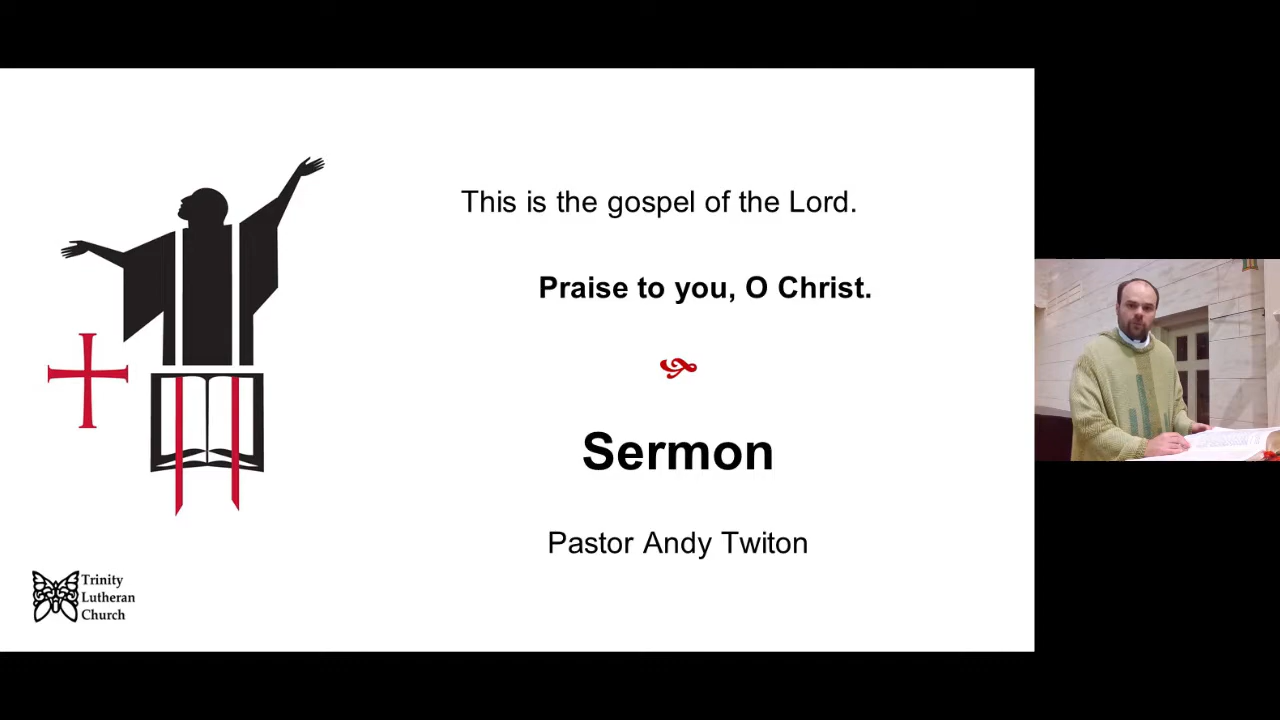 This is the gospel of the Lord.
Praise to you, O Christ.
Sermon
Pastor Andy Twiton
Trinity
Lutheran
Church